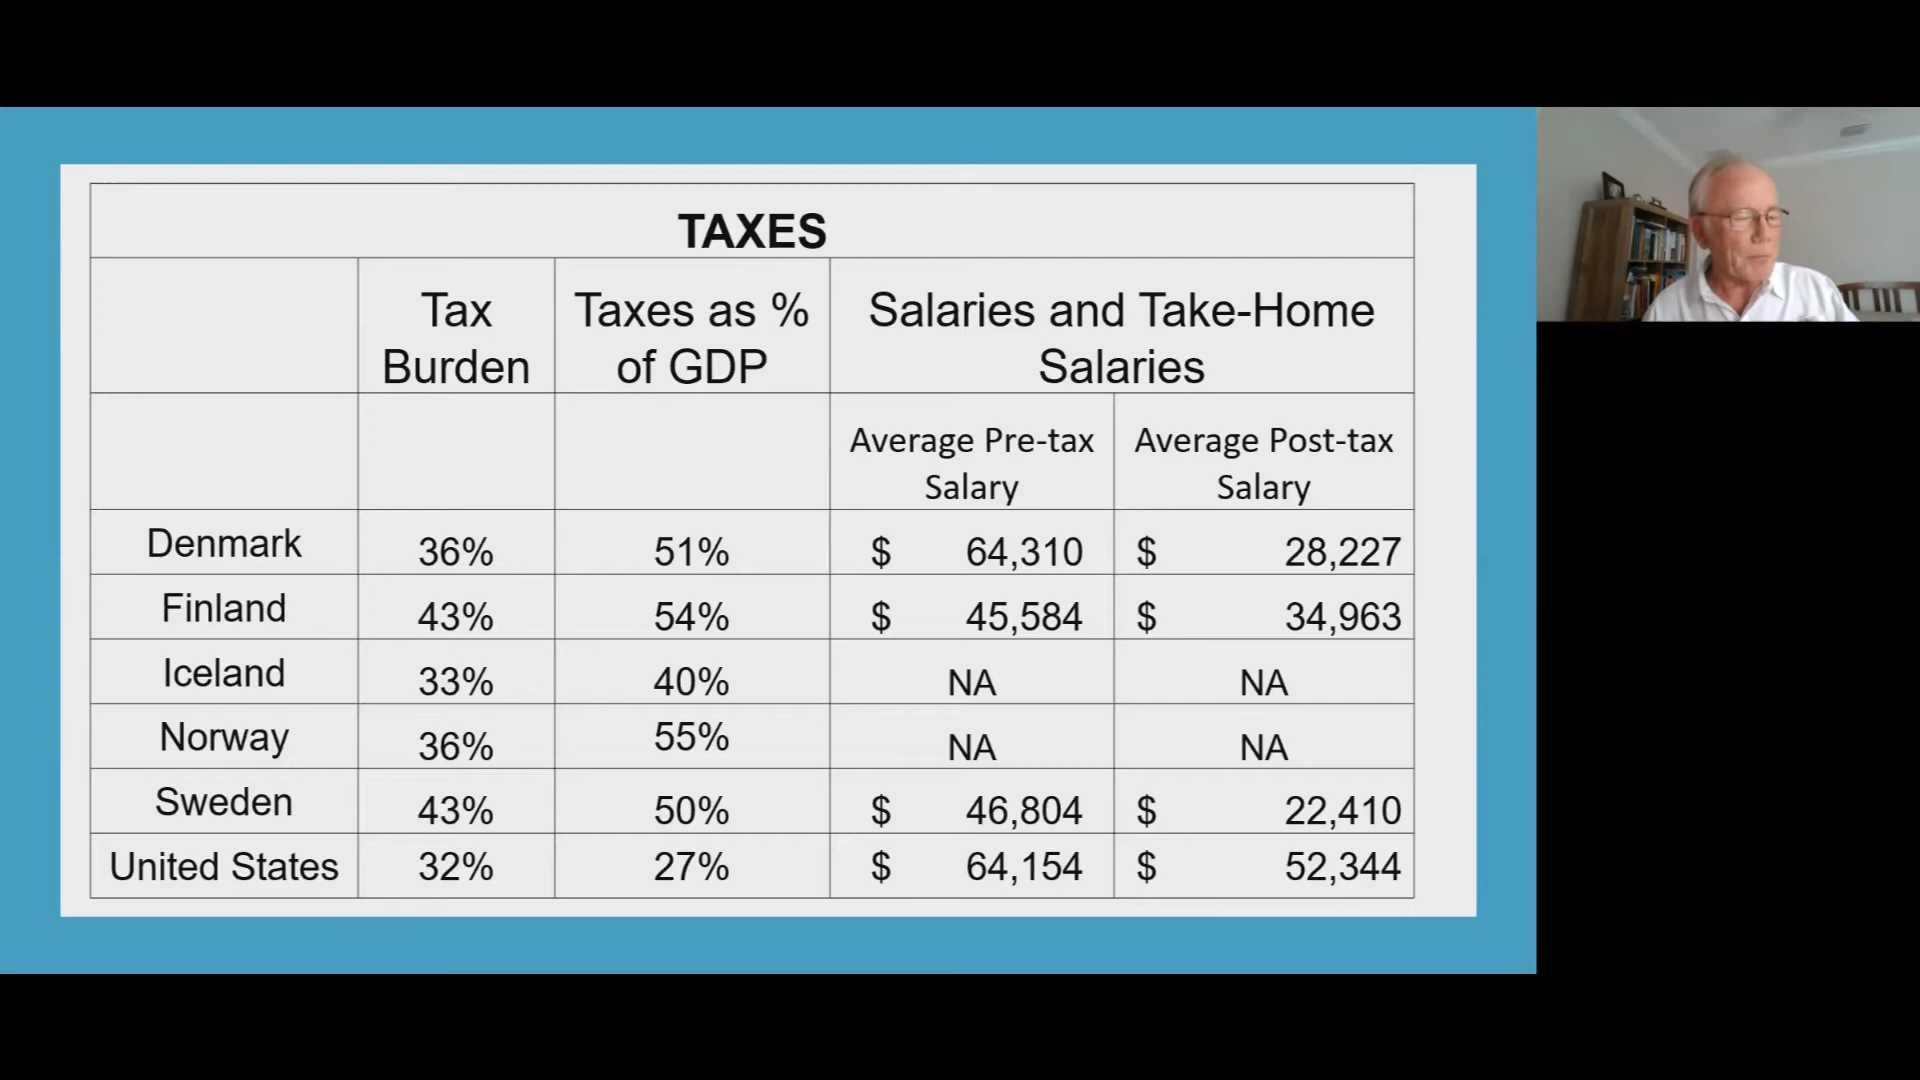 TAXES
Tax Burden Taxes as % of GDP Salaries and Take-Home Salaries
Average Pre-tax Salary Average Post-tax Salary
Denmark 36% 51% $ 64,310 $ 28,227
Finland 43% 54% $ 45,584 $ 34,963
Iceland 33% 40% NA NA
Norway 36% 55% NA NA
Sweden 43% 50% $ 46,804 $ 22,410
United States 32% 27% $ 64,154 $ 52,344